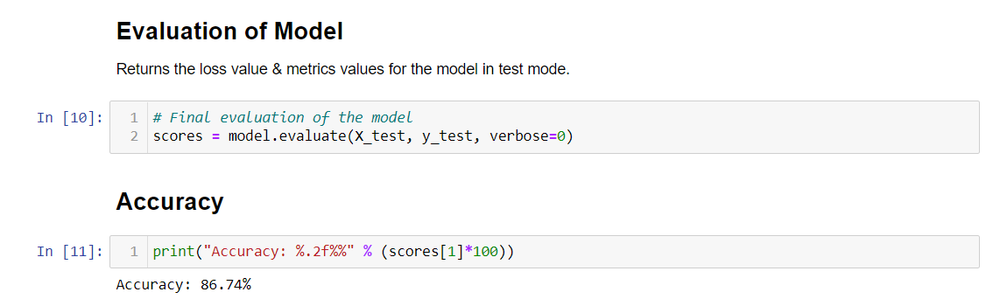 Evaluation of Model
Returns the loss value & metrics values for the model in test mode.
In [10]:
1 # Final evaluation of the model
2 scores = model.evaluate(X_test, y_test, verbose=0)
Accuracy
In [11]:
1 print("Accuracy: %.2f%%" % (scores[1]*100))
Accuracy: 86.74%